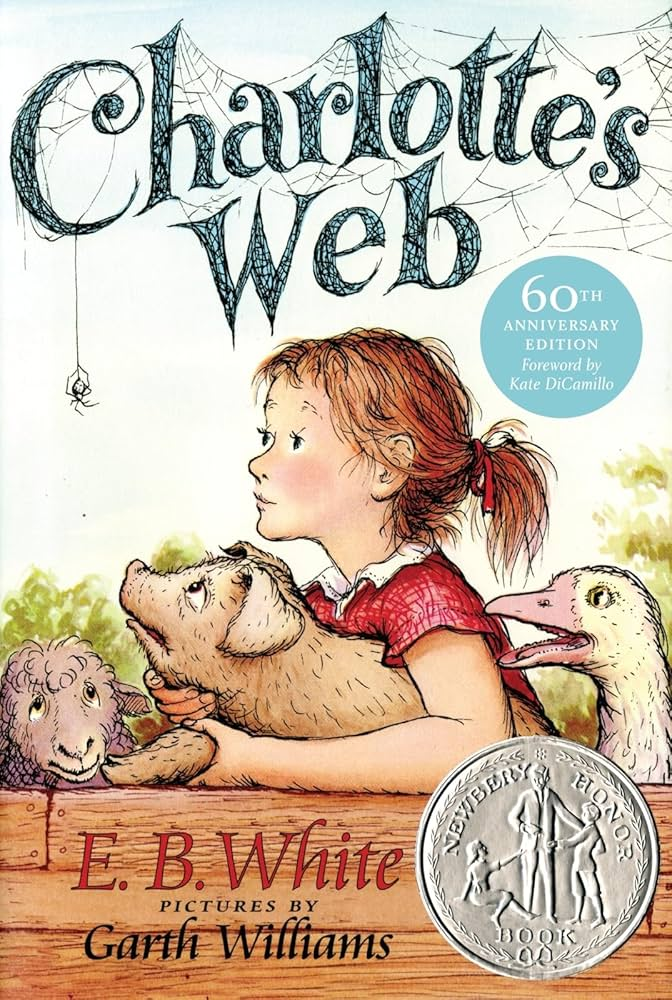 Charlotte's
Web
60TH
ANNIVERSARY
EDITION
Foreword by
Kate DiCamillo
E. B. White
PICTURES BY
Garth Williams
NEWBERY HONOR
BOOK